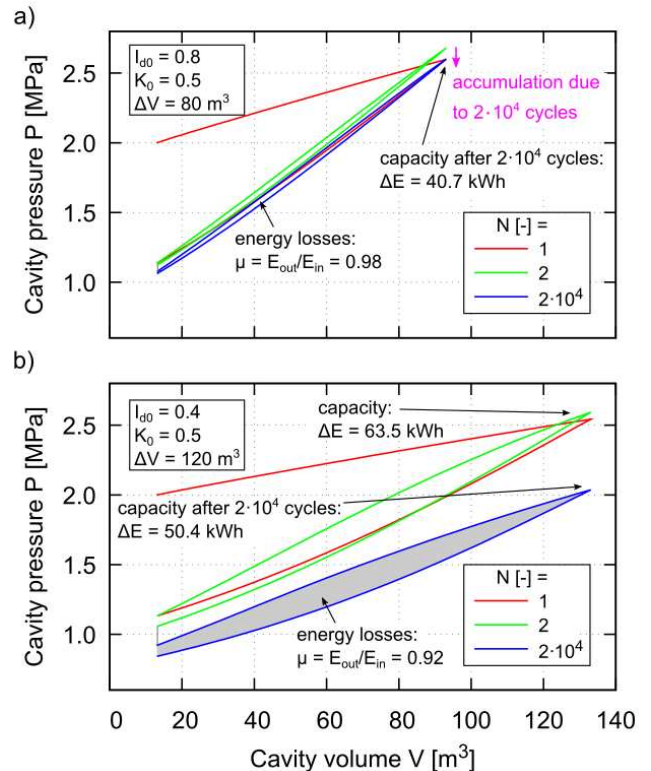 a)
Cavity pressure P [MPa]
2.5
2.0
1.5
1.0
I_d0 = 0.8
K_0 = 0.5
ΔV = 80 m³
accumulation due
to 2·10⁴ cycles
capacity after 2·10⁴ cycles:
ΔE = 40.7 kWh
energy losses:
μ = E_out/E_in = 0.98
N [-] =
1
2
2·10⁴
b)
Cavity pressure P [MPa]
2.5
2.0
1.5
1.0
I_d0 = 0.4
K_0 = 0.5
ΔV = 120 m³
capacity:
ΔE = 63.5 kWh
capacity after 2·10⁴ cycles:
ΔE = 50.4 kWh
energy losses:
μ = E_out/E_in = 0.92
N [-] =
1
2
2·10⁴
0 20 40 60 80 100 120 140
Cavity volume V [m³]